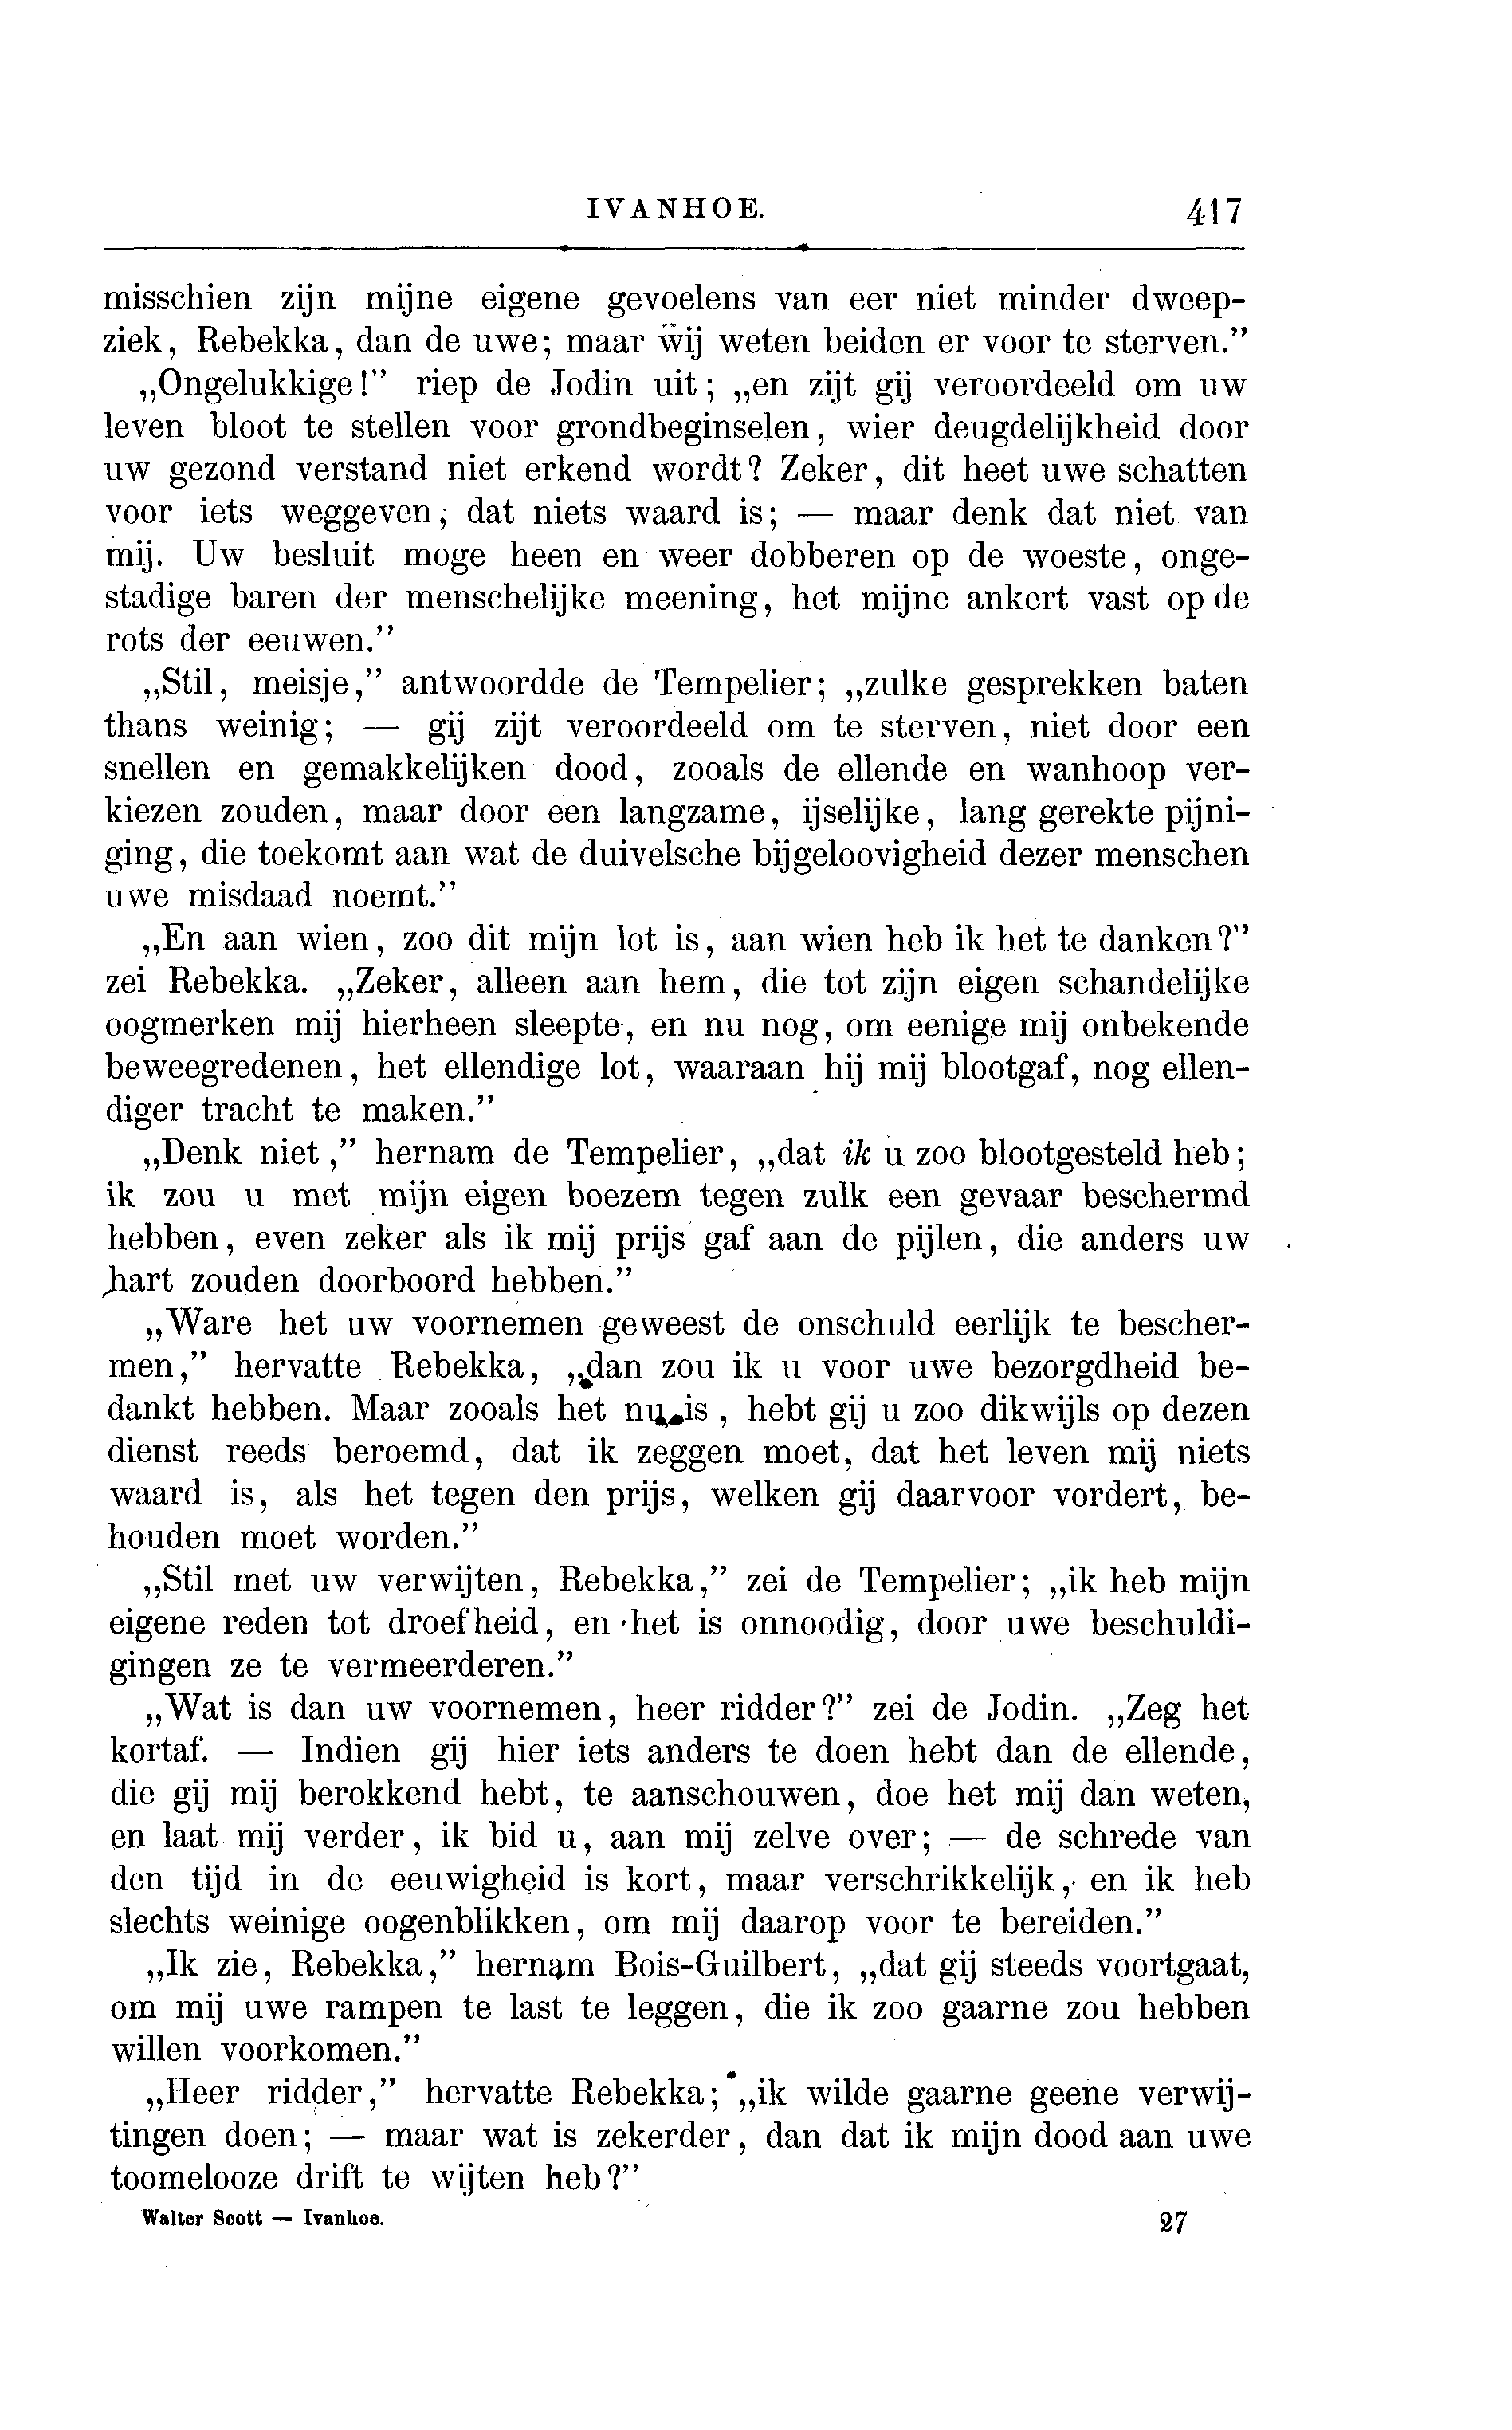 IVANHOE. 417
misschien zijn mijne eigene gevoelens van eer niet minder dweep-
ziek, Rebekka, dan de uwe; maar wij weten beiden er voor te sterven.”
„Ongelukkige!” riep de Jodin uit; „en zijt gij veroordeeld om uw
leven bloot te stellen voor grondbeginselen, wier deugdelijkheid door
uw gezond verstand niet erkend wordt? Zeker, dit heet uwe schatten
voor iets weggeven, dat niets waard is; — maar denk dat niet van
mij. Uw besluit moge heen en weer dobberen op de woeste, onge-
stadige baren der menschelijke meening, het mijne ankert vast op de
rots der eeuwen.”
„Stil, meisje,” antwoordde de Tempelier; „zulke gesprekken baten
thans weinig; — gij zijt veroordeeld om te sterven, niet door een
snellen en gemakkelijken dood, zooals de ellende en wanhoop ver-
kiezen zouden, maar door een langzame, ijselijke, lang gerekte pijni-
ging, die toekomt aan wat de duivelsche bijgeloovigheid dezer menschen
uwe misdaad noemt.”
„En aan wien, zoo dit mijn lot is, aan wien heb ik het te danken?”
zei Rebekka. „Zeker, alleen aan hem, die tot zijn eigen schandelijke
oogmerken mij hierheen sleepte, en nu nog, om eenige mij onbekende
beweegredenen, het ellendige lot, waaraan hij mij blootgaf, nog ellen-
diger tracht te maken.”
„Denk niet,” hernam de Tempelier, „dat ik u zoo blootgesteld heb;
ik zou u met mijn eigen boezem tegen zulk een gevaar beschermd
hebben, even zeker als ik mij prijs gaf aan de pijlen, die anders uw
hart zouden doorboord hebben.”
„Ware het uw voornemen geweest de onschuld eerlijk te bescher-
men,” hervatte Rebekka, „dan zou ik u voor uwe bezorgdheid be-
dankt hebben. Maar zooals het nu is, hebt gij u zoo dikwijls op dezen
dienst reeds beroemd, dat ik zeggen moet, dat het leven mij niets
waard is, als het tegen den prijs, welken gij daarvoor vordert, be-
houden moet worden.”
„Stil met uw verwijten, Rebekka,” zei de Tempelier; „ik heb mijn
eigene reden tot droefheid, en het is onnoodig, door uwe beschuldi-
gingen ze te vermeerderen.”
„Wat is dan uw voornemen, heer ridder?” zei de Jodin. „Zeg het
kortaf. — Indien gij hier iets anders te doen hebt dan de ellende,
die gij mij berokkend hebt, te aanschouwen, doe het mij dan weten,
en laat mij verder, ik bid u, aan mij zelve over; — de schrede van
den tijd in de eeuwigheid is kort, maar verschrikkelijk, en ik heb
slechts weinige oogenblikken, om mij daarop voor te bereiden.”
„Ik zie, Rebekka,” hernam Bois-Guilbert, „dat gij steeds voortgaat,
om mij uwe rampen te last te leggen, die ik zoo gaarne zou hebben
willen voorkomen.”
„Heer ridder,” hervatte Rebekka; „ik wilde gaarne geene verwij-
tingen doen; — maar wat is zekerder, dan dat ik mijn dood aan uwe
toomelooze drift te wijten heb?”
Walter Scott — Ivanhoe. 27